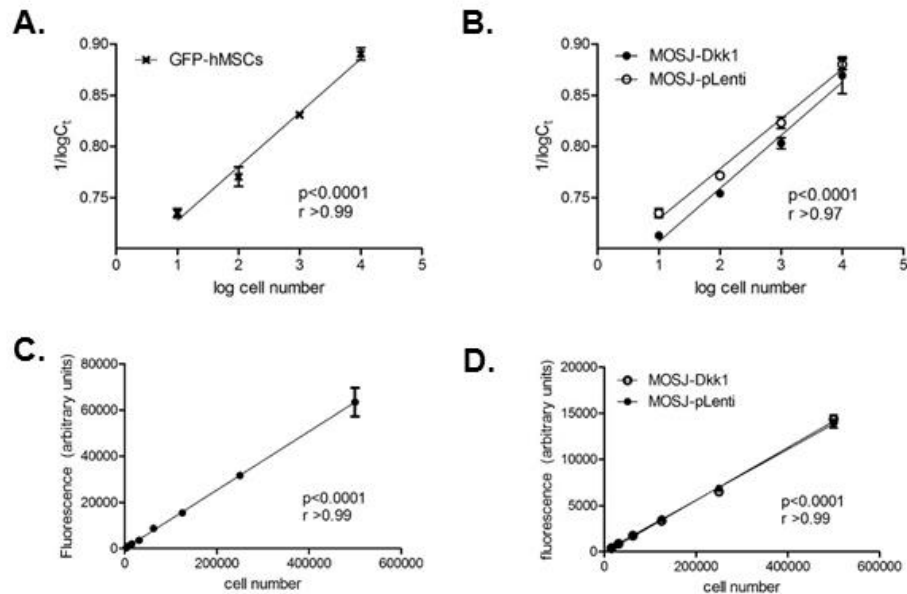 A.
0.90
0.85
0.80
0.75
1/logCt
GFP-hMSCs
p<0.0001
r >0.99
0 1 2 3 4 5
log cell number
B.
0.90
0.85
0.80
0.75
1/logCt
MOSJ-Dkk1
MOSJ-pLenti
p<0.0001
r >0.97
0 1 2 3 4 5
log cell number
C.
80000
60000
40000
20000
0
Fluorescence (arbitrary units)
p<0.0001
r >0.99
0 200000 400000 600000
cell number
D.
20000
15000
10000
5000
0
fluorescence (arbitrary units)
MOSJ-Dkk1
MOSJ-pLenti
p<0.0001
r >0.99
0 200000 400000 600000
cell number